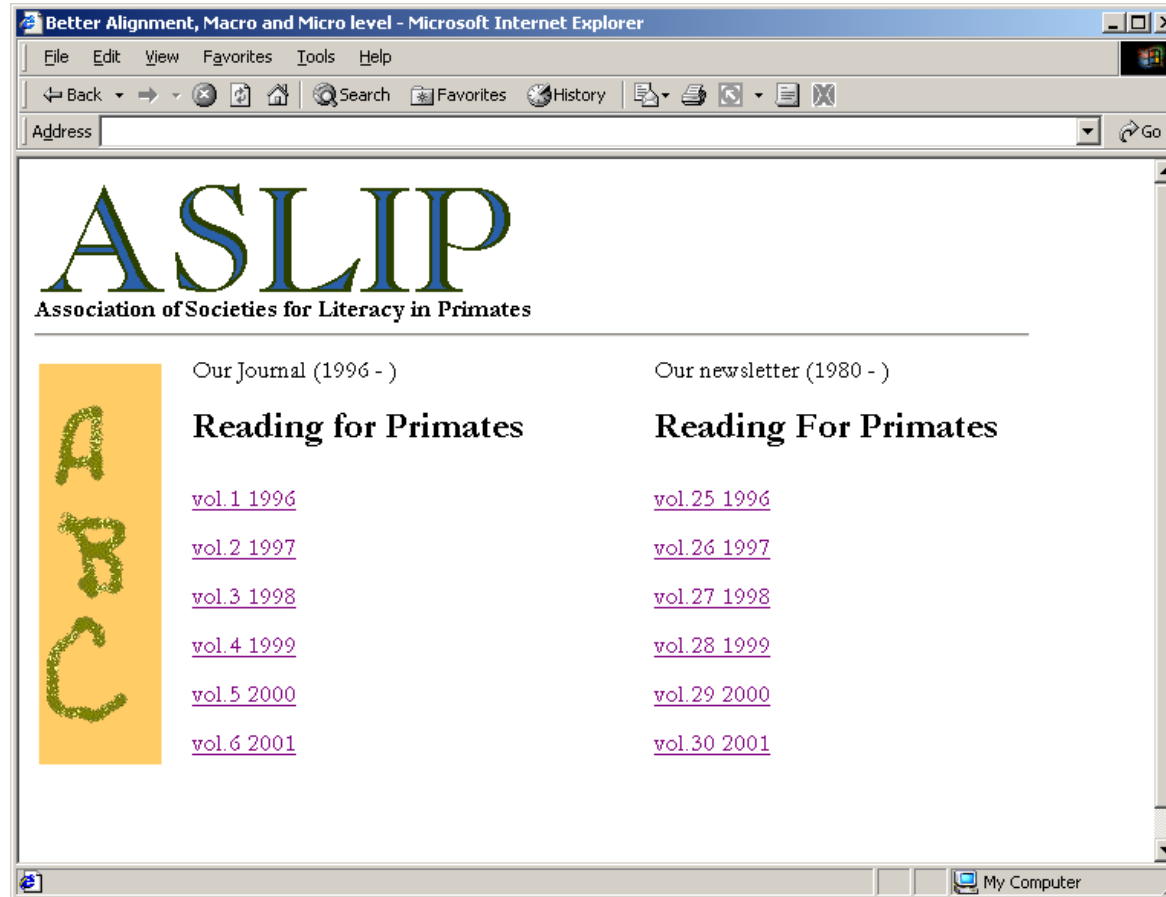 Better Alignment, Macro and Micro level - Microsoft Internet Explorer
File Edit View Favorites Tools Help
Back Search Favorites History
Address Go
ASLIP
Association of Societies for Literacy in Primates
A
B
C
Our Journal (1996 - )
Reading for Primates
vol.1 1996
vol.2 1997
vol.3 1998
vol.4 1999
vol.5 2000
vol.6 2001
Our newsletter (1980 - )
Reading For Primates
vol.25 1996
vol.26 1997
vol.27 1998
vol.28 1999
vol.29 2000
vol.30 2001
My Computer